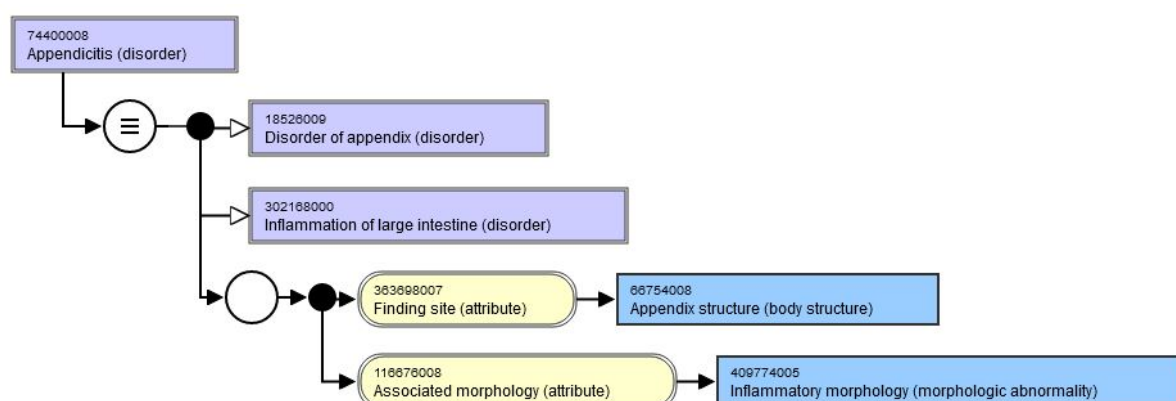 74400008
Appendicitis (disorder)
18526009
Disorder of appendix (disorder)
302168000
Inflammation of large intestine (disorder)
363698007
Finding site (attribute)
66754008
Appendix structure (body structure)
116676008
Associated morphology (attribute)
409774005
Inflammatory morphology (morphologic abnormality)